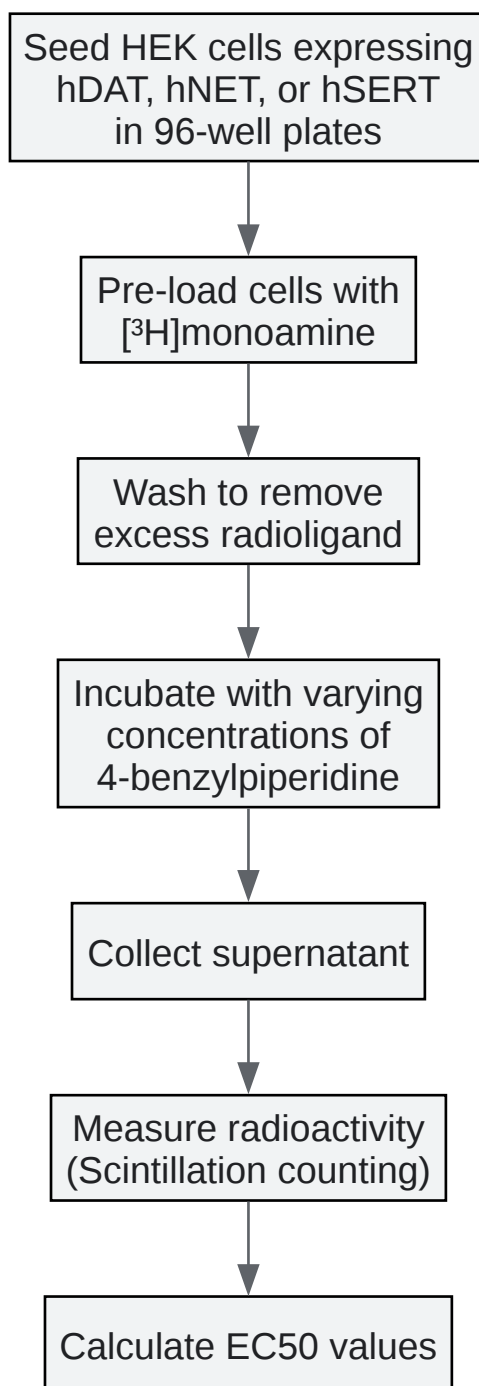 Seed HEK cells expressing
hDAT, hNET, or hSERT
in 96-well plates
Pre-load cells with
[³H]monoamine
Wash to remove
excess radioligand
Incubate with varying
concentrations of
4-benzylpiperidine
Collect supernatant
Measure radioactivity
(Scintillation counting)
Calculate EC50 values